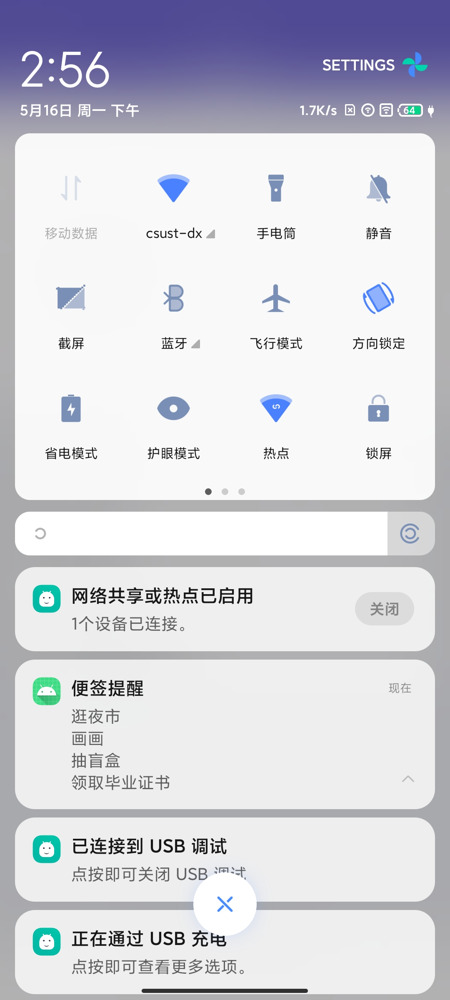 2:56
SETTINGS
5月16日 周一 下午
1.7K/s
64
移动数据
csust-dx
手电筒
静音
截屏
蓝牙
飞行模式
方向锁定
省电模式
护眼模式
热点
锁屏
网络共享或热点已启用
1个设备已连接。
关闭
便签提醒
现在
逛夜市
画画
抽盲盒
领取毕业证书
已连接到 USB 调试
点按即可关闭 USB 调试
正在通过 USB 充电
点按即可查看更多选项。